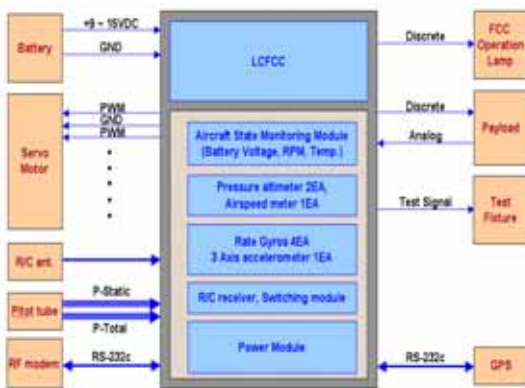 +9 ~ 15VDC
Battery
GND
LCFCC
Discrete
FCC
Operation
Lamp
PWM
GND
PWM
Servo
Motor
Aircraft State Monitoring Module
(Battery Voltage, RPM, Temp.)
Discrete
Analog
Payload
Pressure altimeter 2EA,
Airspeed meter 1EA
Test Signal
Test
Fixture
Rate Gyros 4EA
3 Axis accelerometer 1EA
R/C ant.
P-Static
Pitot tube
P-Total
R/C receiver, Switching module
Power Module
RF modem
RS-232c
RS-232c
GPS